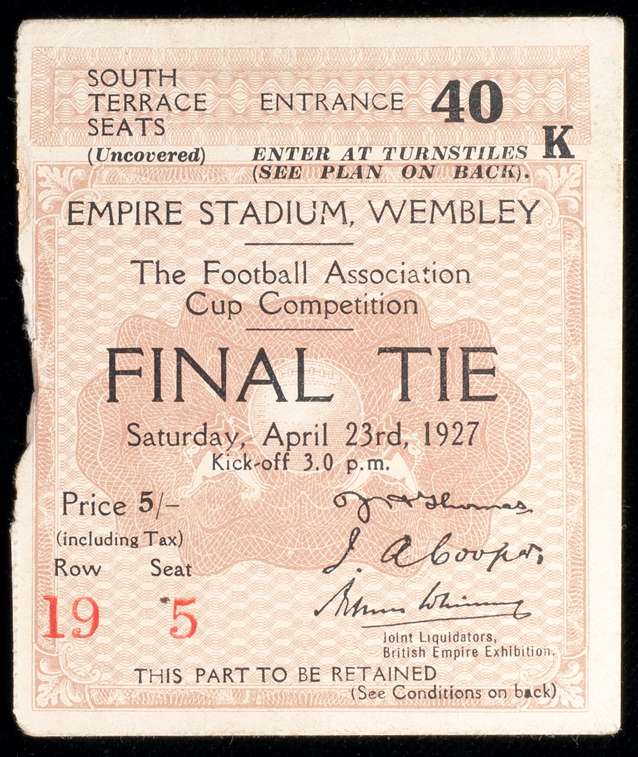 SOUTH
TERRACE
SEATS
(Uncovered)
ENTRANCE 40
K
ENTER AT TURNSTILES
(SEE PLAN ON BACK).
EMPIRE STADIUM, WEMBLEY
The Football Association
Cup Competition
FINAL TIE
Saturday, April 23rd, 1927
Kick-off 3.0 p.m.
Price 5/-
(including Tax)
Row Seat
19 5
Thomas
J. A Cooper,
Joint Liquidators,
British Empire Exhibition.
THIS PART TO BE RETAINED
(See Conditions on back)